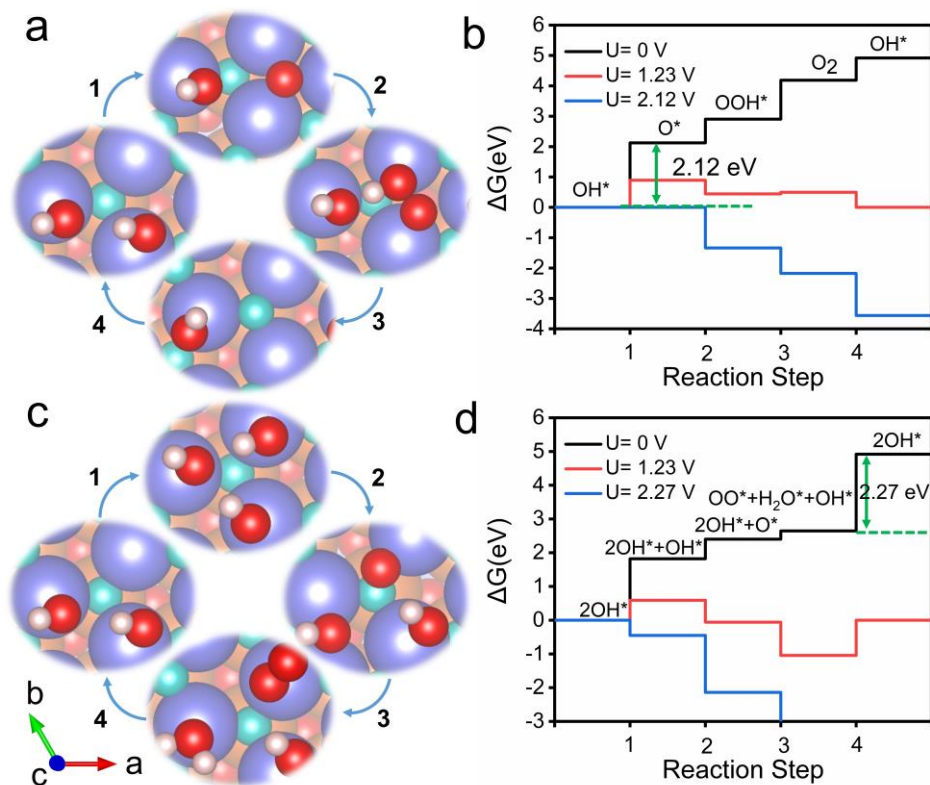 a
1
2
3
4
b
ΔG(eV)
6
5
4
3
2
1
0
-1
-2
-3
-4
U= 0 V
U= 1.23 V
U= 2.12 V
OH*
O*
OOH*
O₂
OH*
2.12 eV
1
2
3
4
Reaction Step
c
1
2
3
4
b
c
a
d
ΔG(eV)
6
5
4
3
2
1
0
-1
-2
-3
U= 0 V
U= 1.23 V
U= 2.27 V
2OH*
2OH*+OH*
2OH*+O*
OO*+H₂O*+OH*
2OH*
2.27 eV
1
2
3
4
Reaction Step